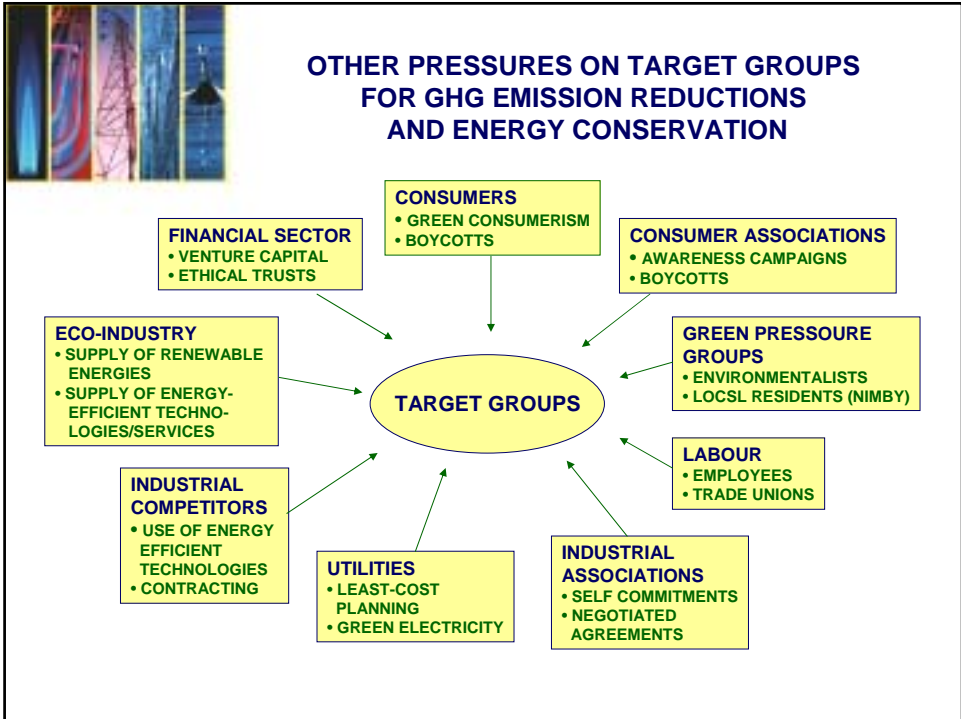 OTHER PRESSURES ON TARGET GROUPS
FOR GHG EMISSION REDUCTIONS
AND ENERGY CONSERVATION
CONSUMERS
• GREEN CONSUMERISM
• BOYCOTTS
FINANCIAL SECTOR
• VENTURE CAPITAL
• ETHICAL TRUSTS
CONSUMER ASSOCIATIONS
• AWARENESS CAMPAIGNS
• BOYCOTTS
ECO-INDUSTRY
• SUPPLY OF RENEWABLE
ENERGIES
• SUPPLY OF ENERGY-
EFFICIENT TECHNO-
LOGIES/SERVICES
GREEN PRESSOURE
GROUPS
• ENVIRONMENTALISTS
• LOCSL RESIDENTS (NIMBY)
TARGET GROUPS
LABOUR
• EMPLOYEES
• TRADE UNIONS
INDUSTRIAL
COMPETITORS
• USE OF ENERGY
EFFICIENT
TECHNOLOGIES
• CONTRACTING
UTILITIES
• LEAST-COST
PLANNING
• GREEN ELECTRICITY
INDUSTRIAL
ASSOCIATIONS
• SELF COMMITMENTS
• NEGOTIATED
AGREEMENTS